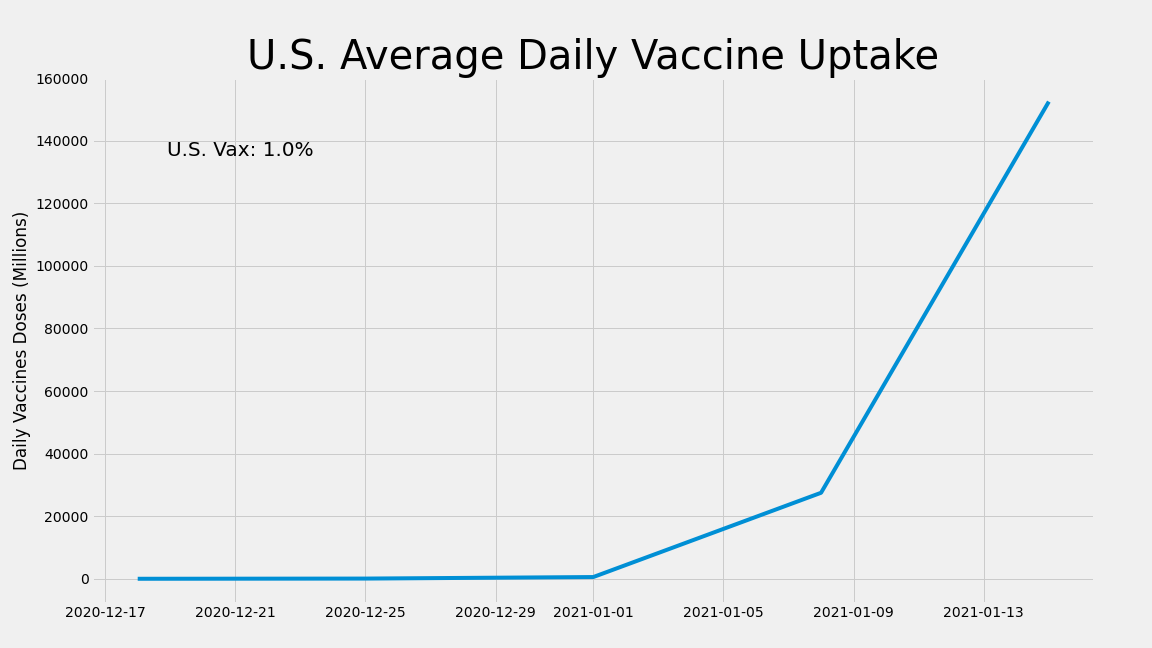 U.S. Average Daily Vaccine Uptake
160000
140000
120000
100000
80000
60000
40000
20000
0
U.S. Vax: 1.0%
Daily Vaccines Doses (Millions)
2020-12-17 2020-12-21 2020-12-25 2020-12-29 2021-01-01 2021-01-05 2021-01-09 2021-01-13